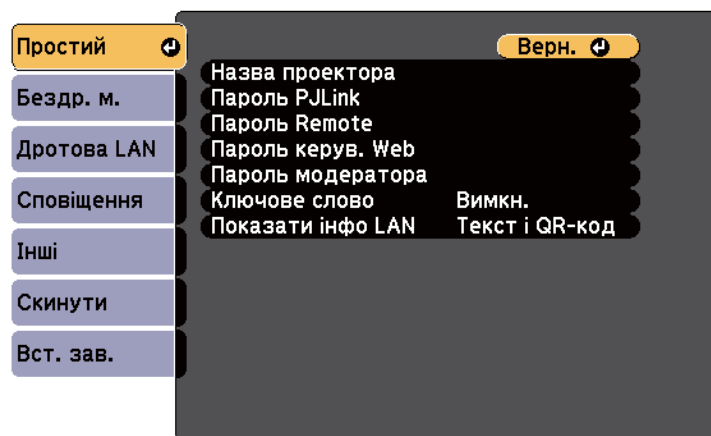 Простий
Бездр. м.
Дротова LAN
Сповіщення
Інші
Скинути
Вст. зав.
Верн.
Назва проектора
Пароль PJLink
Пароль Remote
Пароль керув. Web
Пароль модератора
Ключове слово Вимкн.
Показати інфо LAN Текст і QR-код